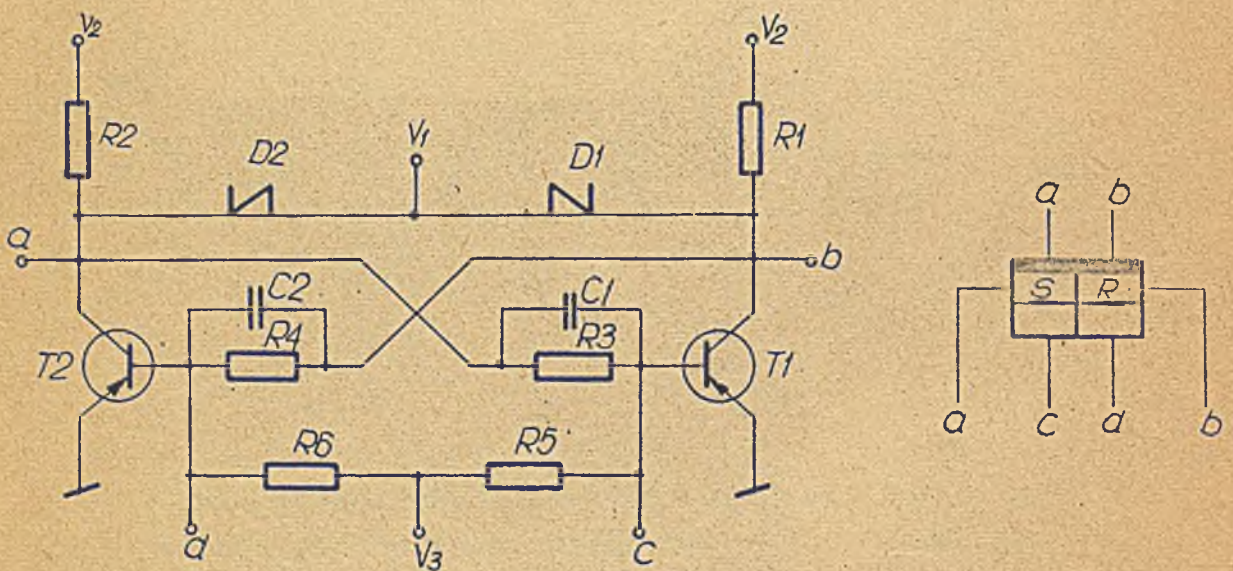 V2 V2
R2 D2 V1 D1 R1
a b
a b
S R
C2 C1
R4 R3
T2 T1
a c d b
R6 R5
d V3 C